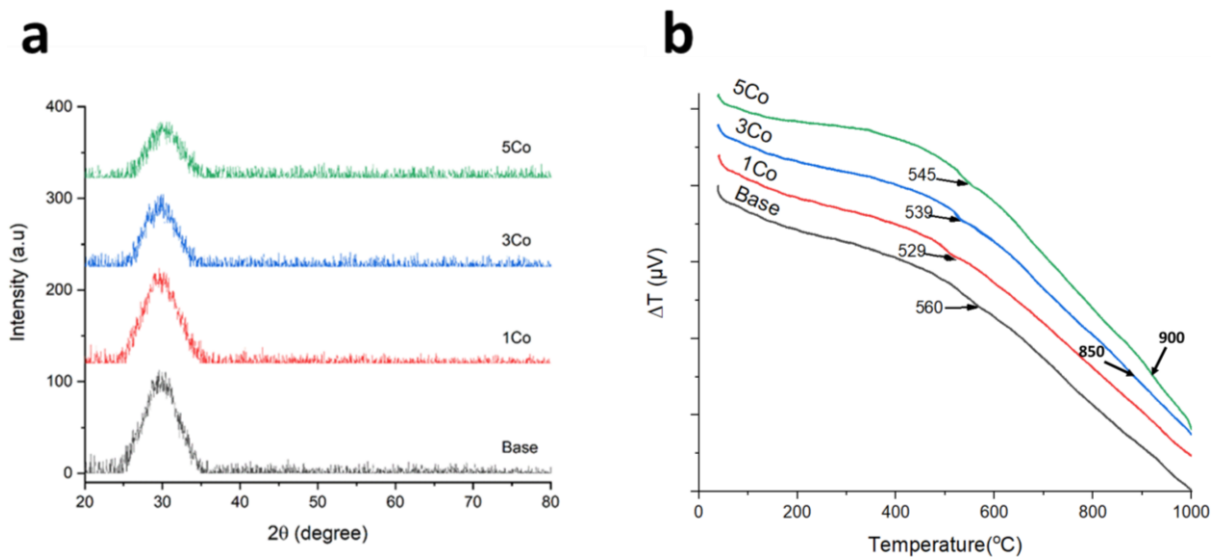 a
400
300
200
100
0
Intensity (a.u)
5Co
3Co
1Co
Base
20 30 40 50 60 70 80
2θ (degree)
b
ΔT (µV)
5Co
3Co
1Co
Base
545
539
529
560
850
900
0 200 400 600 800 1000
Temperature(°C)